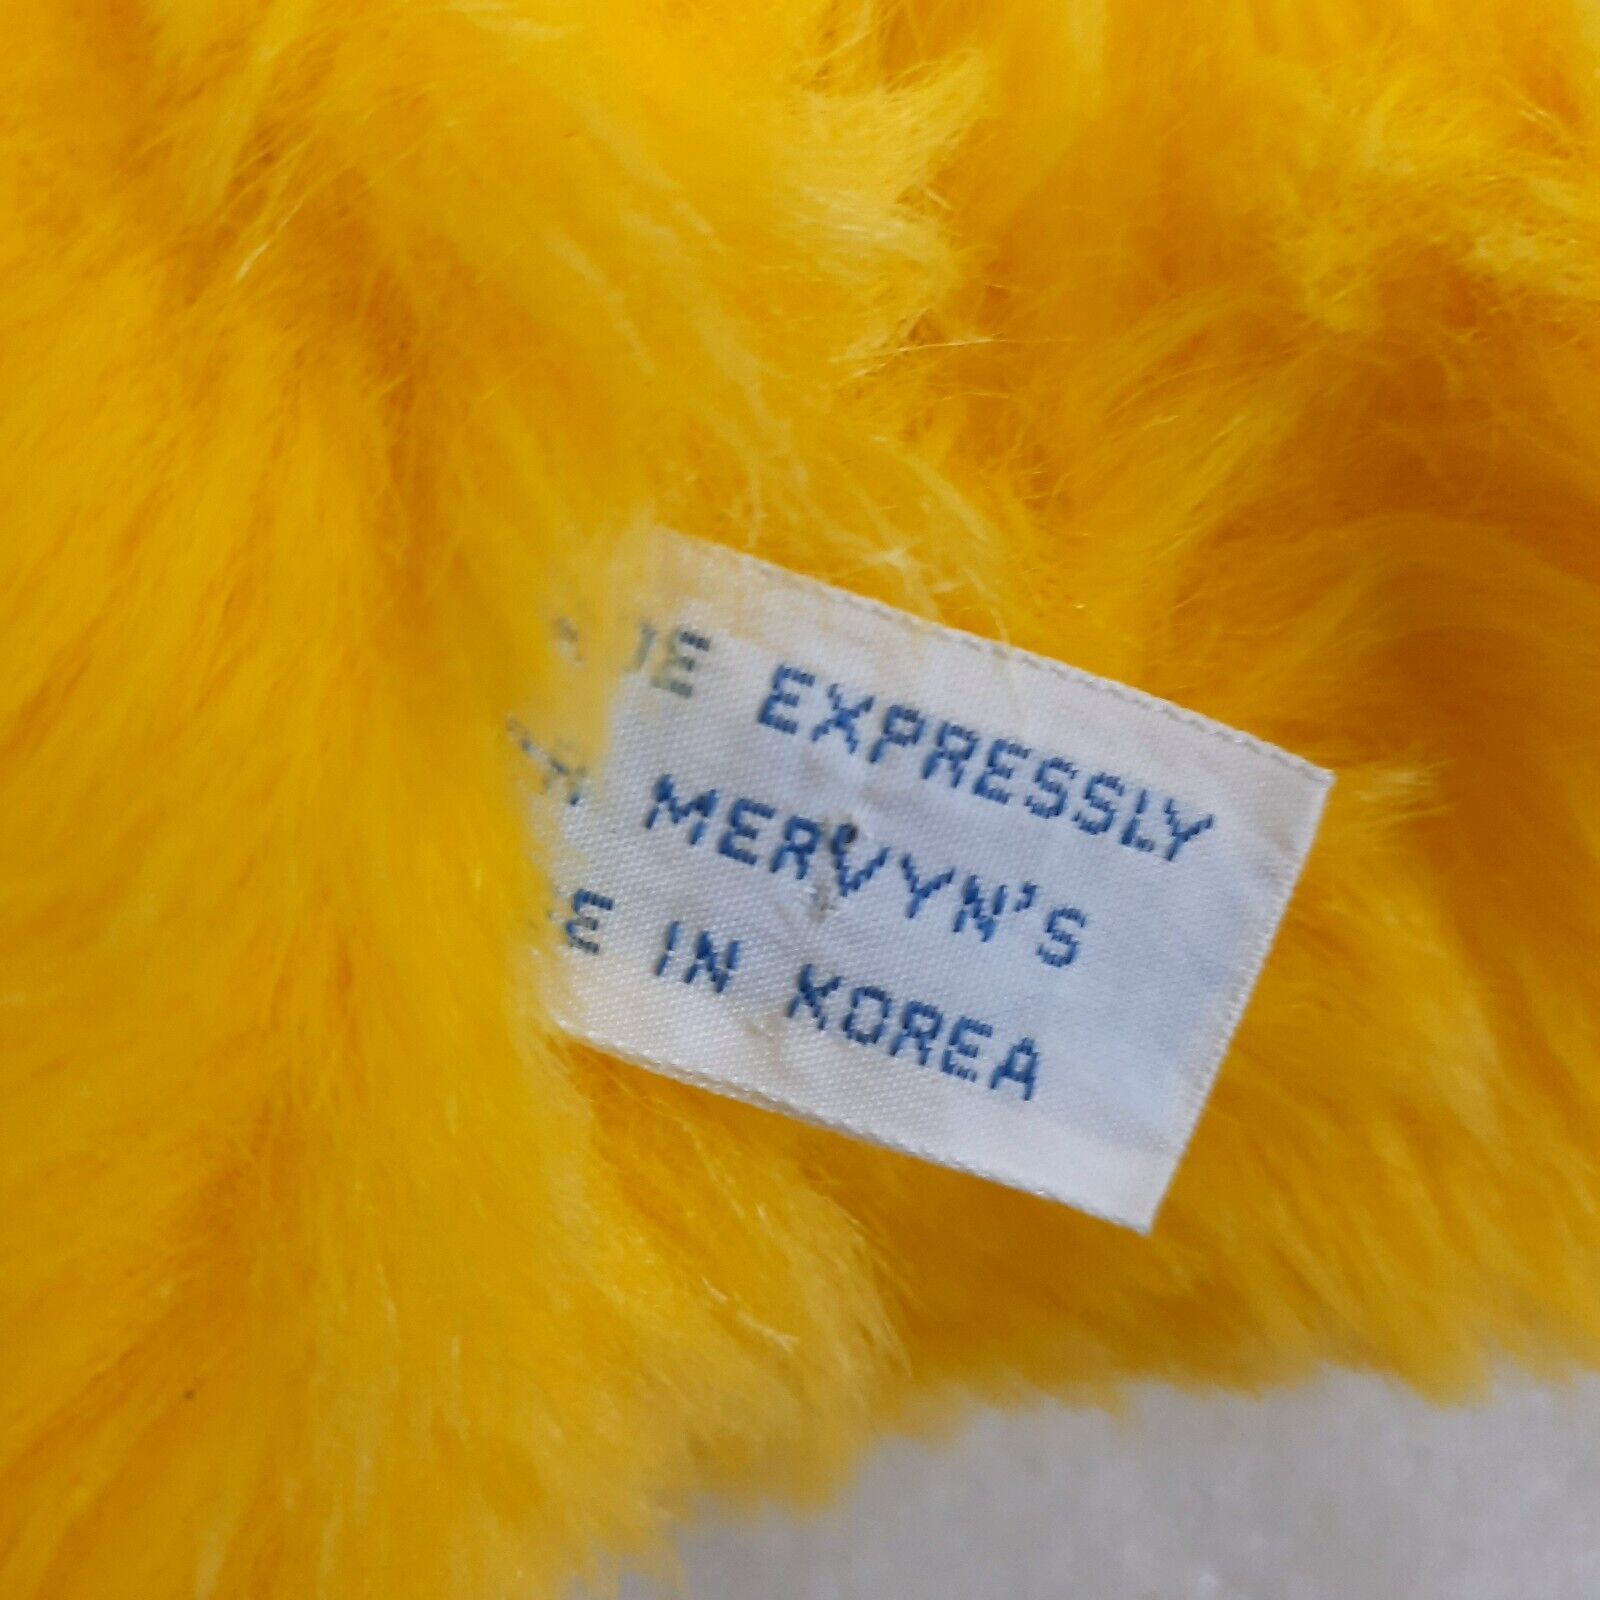 EXPRESSLY
MERVYN'S
IN KOREA